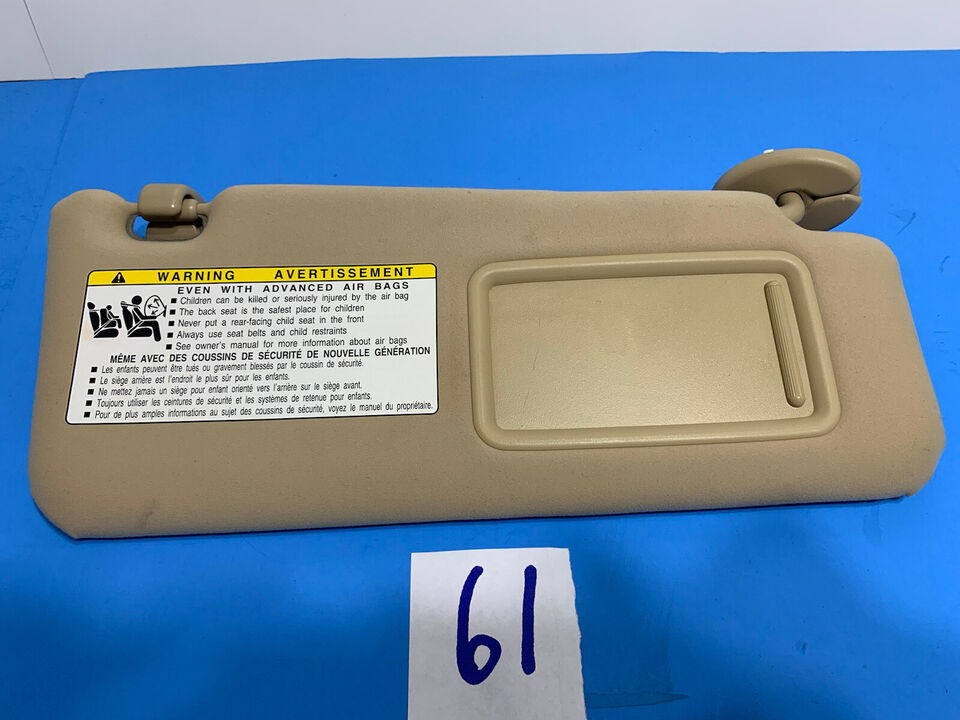 WARNING AVERTISSEMENT
EVEN WITH ADVANCED AIR BAGS
■ Children can be killed or seriously injured by the air bag
■ The back seat is the safest place for children
■ Never put a rear-facing child seat in the front
■ Always use seat belts and child restraints
■ See owner's manual for more information about air bags
MÊME AVEC DES COUSSINS DE SÉCURITÉ DE NOUVELLE GÉNÉRATION
■ Les enfants peuvent être tués ou gravement blessés par le coussin de sécurité.
■ Le siège arrière est l'endroit le plus sûr pour les enfants.
■ Ne mettez jamais un siège pour enfant orienté vers l'arrière sur le siège avant.
■ Toujours utiliser les ceintures de sécurité et les systèmes de retenue pour enfants.
■ Pour de plus amples informations au sujet des coussins de sécurité, voyez le manuel du propriétaire.
61